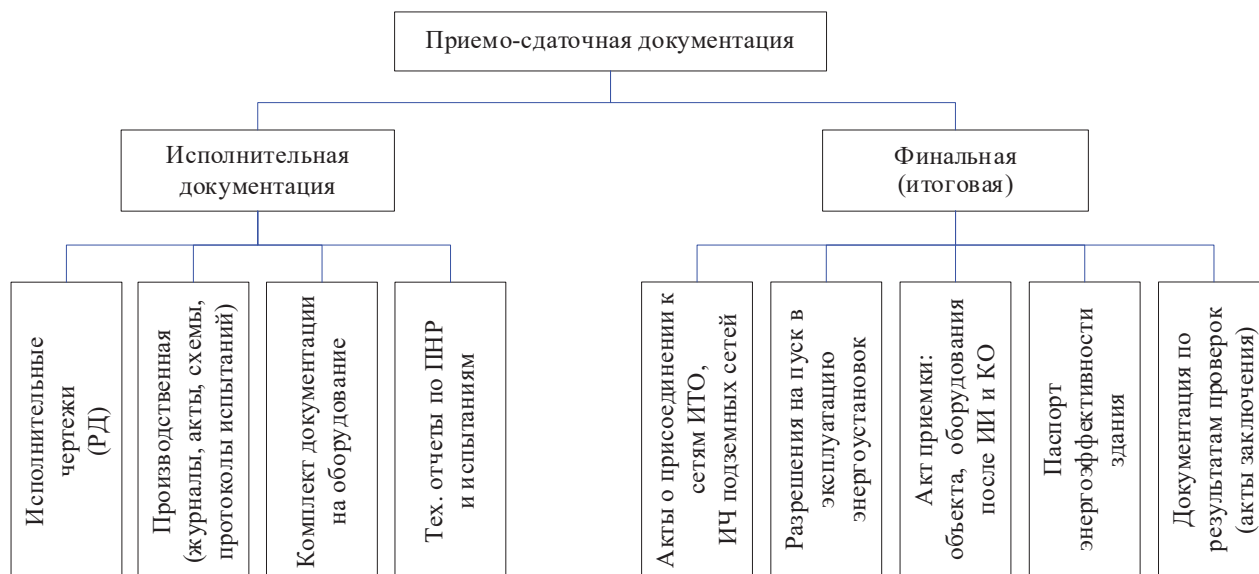 Приемо-сдаточная документация
Исполнительная
документация
Финальная
(итоговая)
Исполнительные
чертежи
(РД)
Производственная
(журналы, акты, схемы,
протоколы испытаний)
Комплект документации
на оборудование
Тех. отчеты по ПНР
и испытаниям
Акты о присоединении к
сетям ИТО,
ИЧ подземных сетей
Разрешения на пуск в
эксплуатацию
энергоустановок
Акт приемки:
объекта, оборудования
после ИИ и КО
Паспорт
энергоэффективности
здания
Документация по
результатам проверок
(акты заключения)